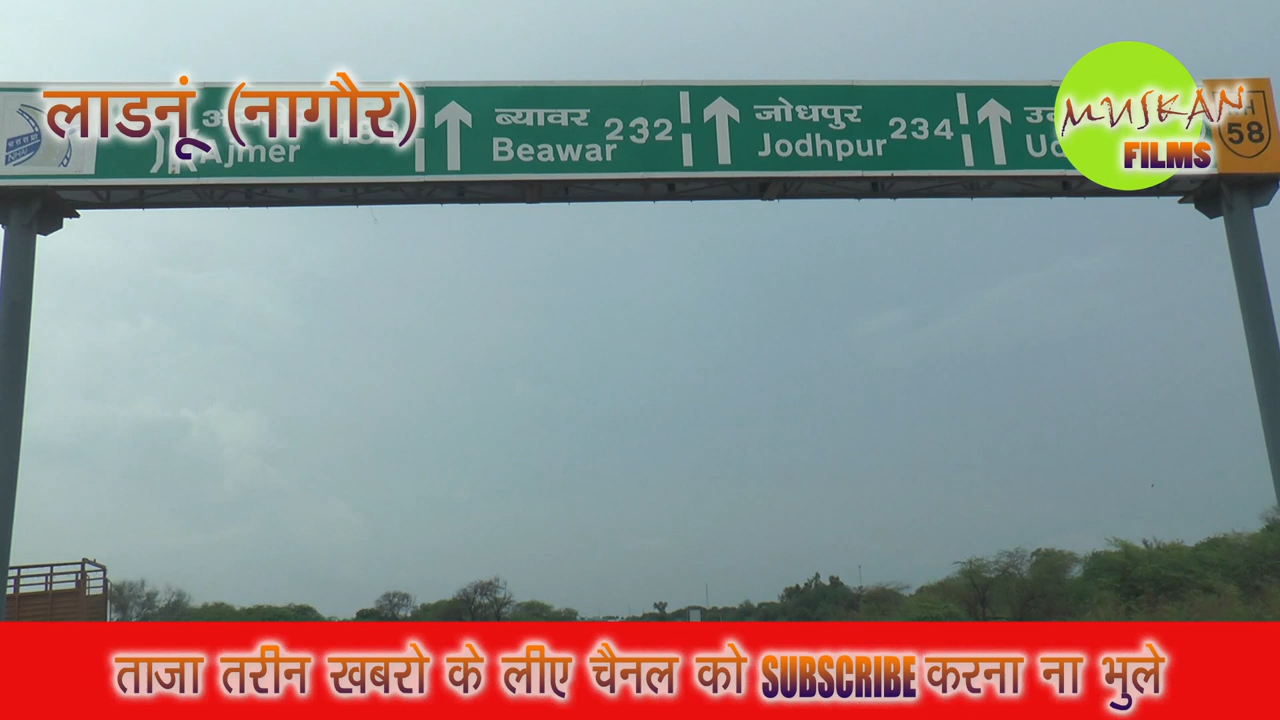 लाडनूं (नागौर)
Ajmer
ब्यावर 232
Beawar
जोधपुर 234
Jodhpur
MUSKAN
FILMS
58
ताजा तरीन खबरो के लीए चैनल को SUBSCRIBE करना ना भुले